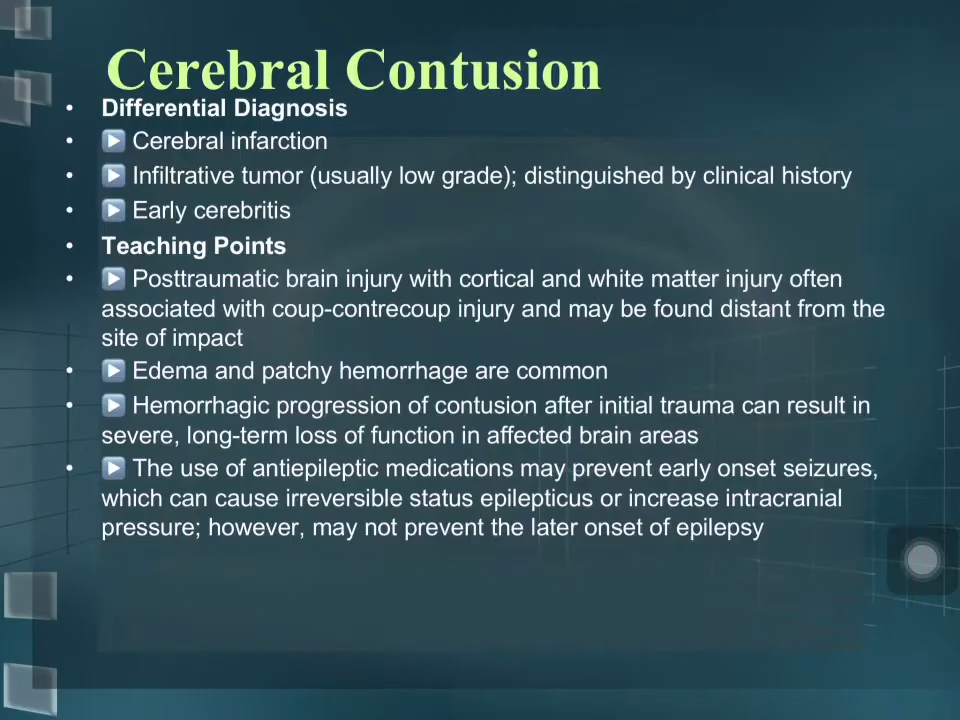 Cerebral Contusion
• Differential Diagnosis
• ▶ Cerebral infarction
• ▶ Infiltrative tumor (usually low grade); distinguished by clinical history
• ▶ Early cerebritis
• Teaching Points
• ▶ Posttraumatic brain injury with cortical and white matter injury often
associated with coup-contrecoup injury and may be found distant from the
site of impact
• ▶ Edema and patchy hemorrhage are common
• ▶ Hemorrhagic progression of contusion after initial trauma can result in
severe, long-term loss of function in affected brain areas
• ▶ The use of antiepileptic medications may prevent early onset seizures,
which can cause irreversible status epilepticus or increase intracranial
pressure; however, may not prevent the later onset of epilepsy